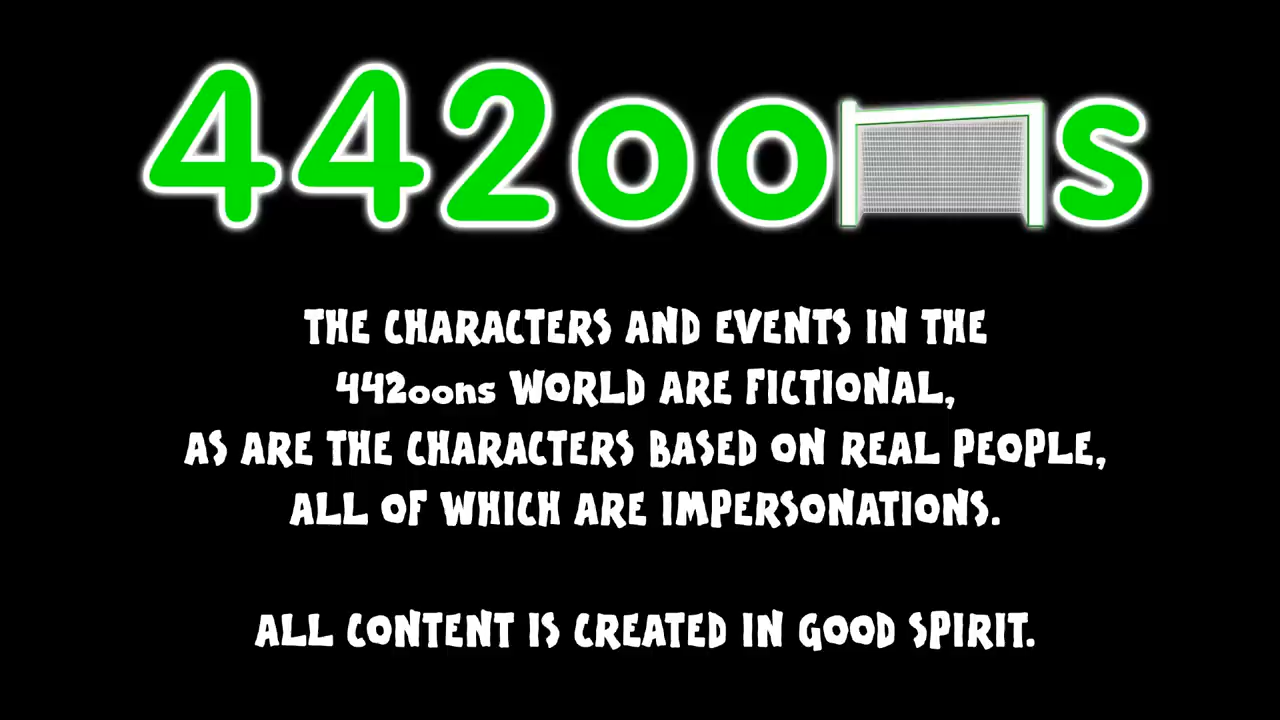 442oons
THE CHARACTERS AND EVENTS IN THE
442oons WORLD ARE FICTIONAL,
AS ARE THE CHARACTERS BASED ON REAL PEOPLE,
ALL OF WHICH ARE IMPERSONATIONS.
ALL CONTENT IS CREATED IN GOOD SPIRIT.